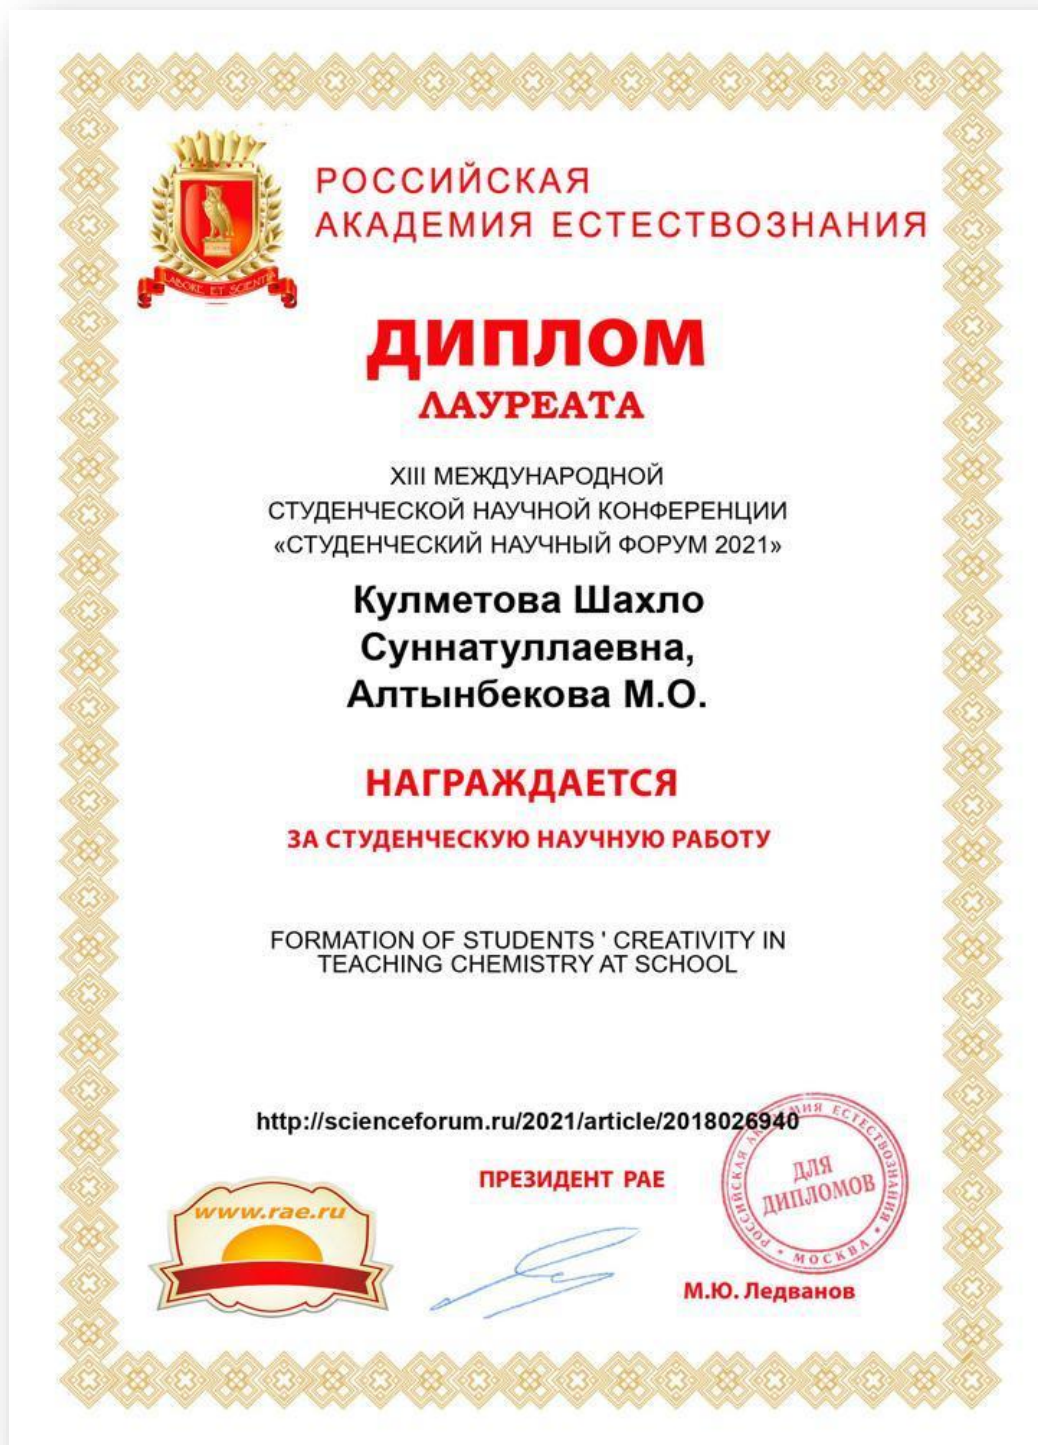 РОССИЙСКАЯ
АКАДЕМИЯ ЕСТЕСТВОЗНАНИЯ
LABORE ET SCIENTIA
ДИПЛОМ
ЛАУРЕАТА
XIII МЕЖДУНАРОДНОЙ
СТУДЕНЧЕСКОЙ НАУЧНОЙ КОНФЕРЕНЦИИ
«СТУДЕНЧЕСКИЙ НАУЧНЫЙ ФОРУМ 2021»
Кулметова Шахло
Суннатуллаевна,
Алтынбекова М.О.
НАГРАЖДАЕТСЯ
ЗА СТУДЕНЧЕСКУЮ НАУЧНУЮ РАБОТУ
FORMATION OF STUDENTS ' CREATIVITY IN
TEACHING CHEMISTRY AT SCHOOL
http://scienceforum.ru/2021/article/2018026940
ПРЕЗИДЕНТ РАЕ
РОССИЙСКАЯ АКАДЕМИЯ ЕСТЕСТВОЗНАНИЯ • МОСКВА •
ДЛЯ
ДИПЛОМОВ
www.rae.ru
М.Ю. Ледванов